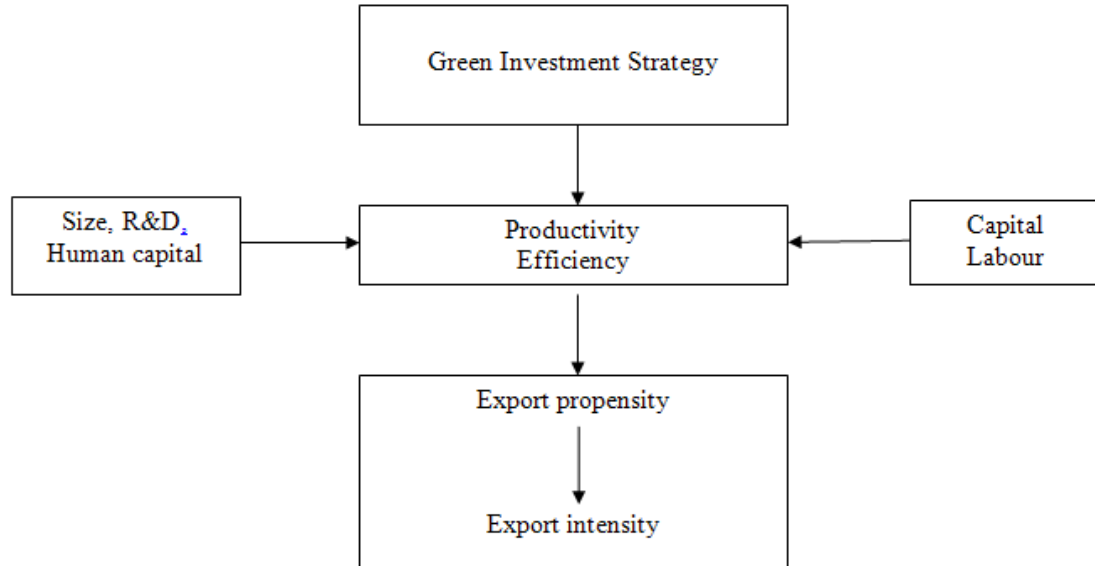 Green Investment Strategy
Size, R&D,
Human capital
Productivity
Efficiency
Capital
Labour
Export propensity
Export intensity